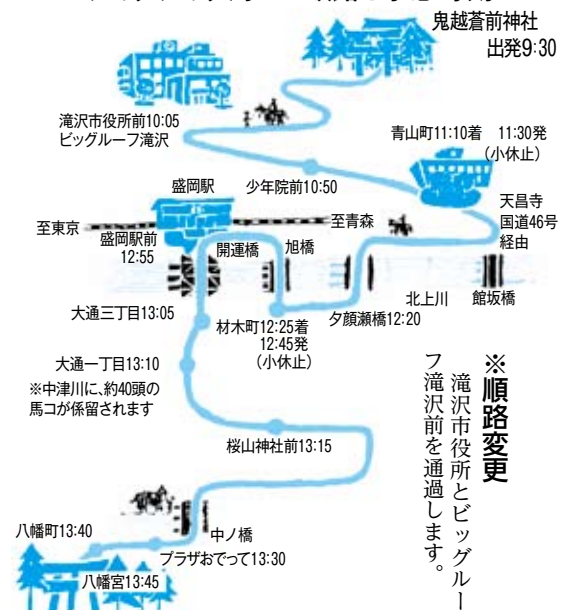 鬼越蒼前神社
出発9:30
滝沢市役所前10:05
ビッグルーフ滝沢
青山町11:10着 11:30発
(小休止)
少年院前10:50
盛岡駅
天昌寺
国道46号
経由
至東京
至青森
盛岡駅前
12:55
開運橋
旭橋
北上川
館坂橋
大通三丁目13:05
材木町12:25着
12:45発
(小休止)
夕顔瀬橋12:20
大通一丁目13:10
※中津川に、約40頭の
馬コが係留されます
※順路変更
滝沢市役所とビッグルー
フ滝沢前を通過します。
桜山神社前13:15
八幡町13:40
中ノ橋
プラザおでって13:30
八幡宮13:45